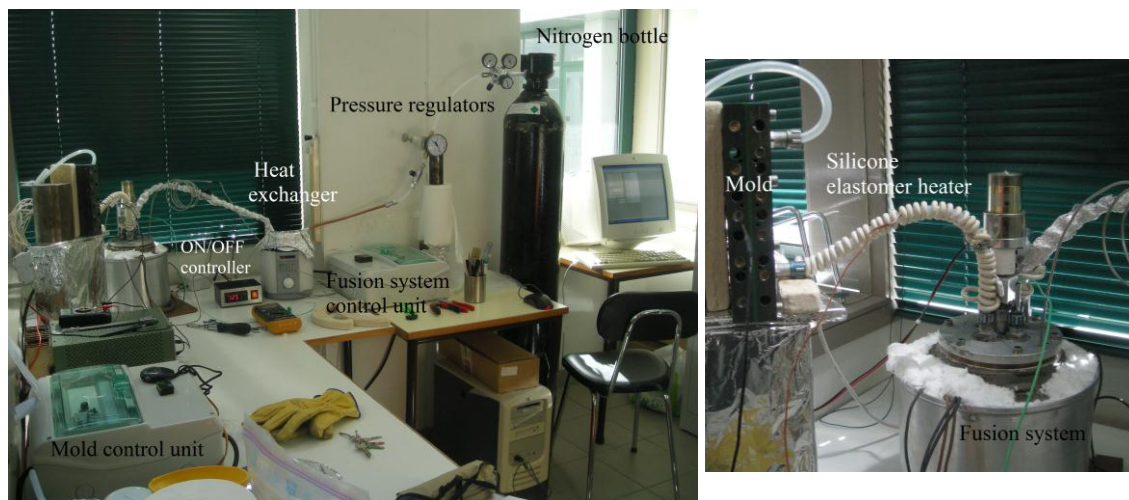 Nitrogen bottle
Pressure regulators
Heat
exchanger
ON/OFF
controller
Fusion system
control unit
Mold control unit
Mold
Silicone
elastomer heater
Fusion system